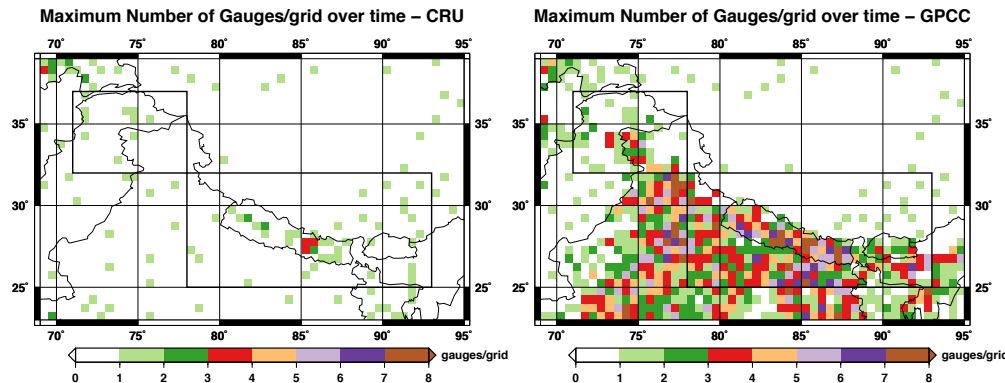 Maximum Number of Gauges/grid over time – CRU
70˚ 75˚ 80˚ 85˚ 90˚ 95˚
35˚ 35˚
30˚ 30˚
25˚ 25˚
70˚ 75˚ 80˚ 85˚ 90˚ 95˚
gauges/grid
0 1 2 3 4 5 6 7 8
Maximum Number of Gauges/grid over time – GPCC
70˚ 75˚ 80˚ 85˚ 90˚ 95˚
35˚ 35˚
30˚ 30˚
25˚ 25˚
70˚ 75˚ 80˚ 85˚ 90˚ 95˚
gauges/grid
0 1 2 3 4 5 6 7 8